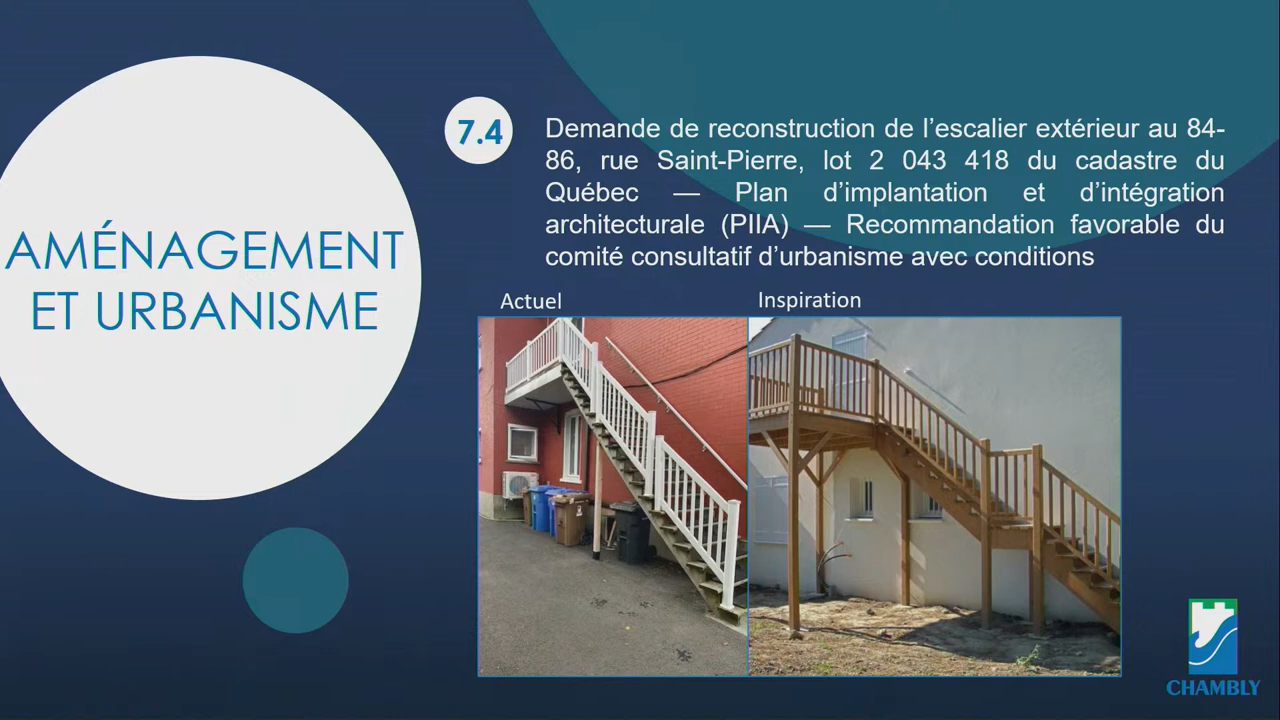 AMÉNAGEMENT
ET URBANISME
7.4
Demande de reconstruction de l’escalier extérieur au 84-
86, rue Saint-Pierre, lot 2 043 418 du cadastre du
Québec — Plan d’implantation et d’intégration
architecturale (PIIA) — Recommandation favorable du
comité consultatif d’urbanisme avec conditions
Actuel
Inspiration
CHAMBLY